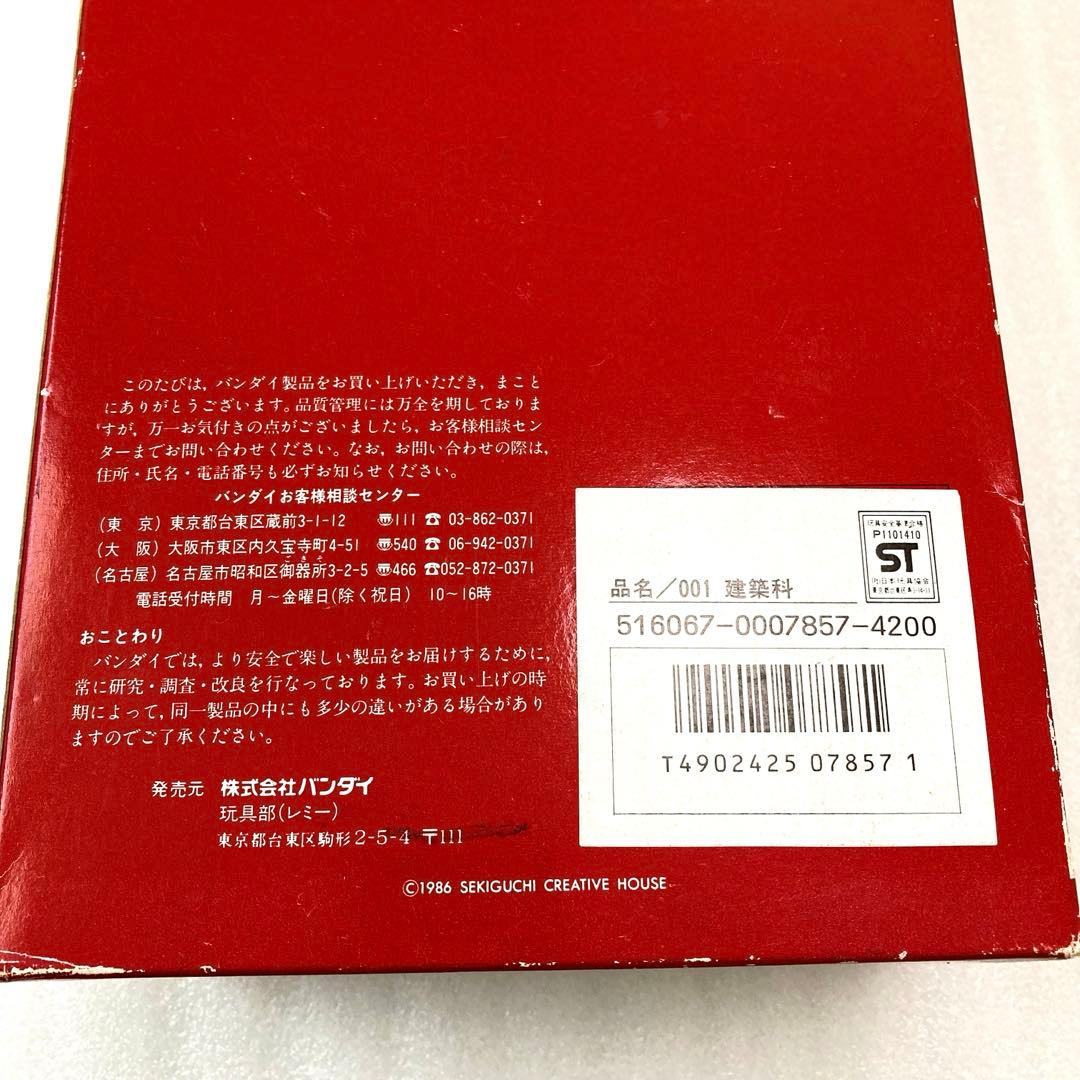 このたびは，バンダイ製品をお買い上げいただき，まこと
にありがとうございます。品質管理には万全を期しておりま
すが，万一お気付きの点がございましたら，お客様相談セン
ターまでお問い合わせください。なお，お問い合わせの際は，
住所・氏名・電話番号も必ずお知らせください。
バンダイお客様相談センター
(東 京) 東京都台東区蔵前3-1-12 〠111 ☎ 03-862-0371
(大 阪) 大阪市東区内久宝寺町4-51 〠540 ☎ 06-942-0371
ごきそ
(名古屋) 名古屋市昭和区御器所3-2-5 〠466 ☎052-872-0371
電話受付時間 月～金曜日(除く祝日) 10～16時
おことわり
バンダイでは，より安全で楽しい製品をお届けするために，
常に研究・調査・改良を行なっております。お買い上げの時
期によって，同一製品の中にも多少の違いがある場合があり
ますのでご了承ください。
発売元 株式会社バンダイ
玩具部(レミー)
東京都台東区駒形2-5-4 〒111
©1986 SEKIGUCHI CREATIVE HOUSE
玩具安全基準合格
P1101410
ST
(社)日本玩具協会
品名／001 建築科
516067-0007857-4200
T4902425 07857 1